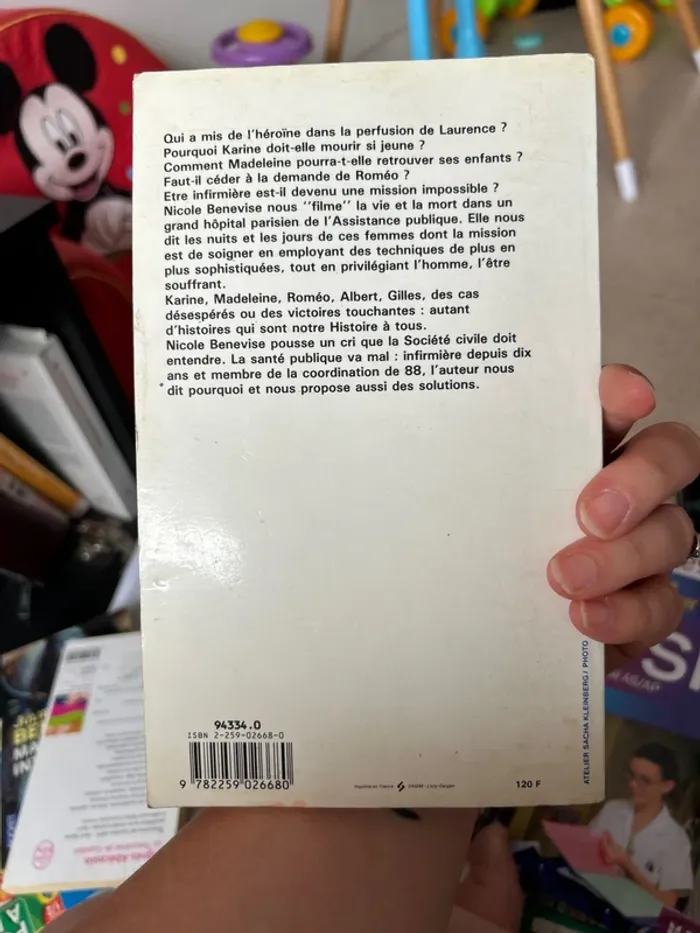 Qui a mis de l'héroïne dans la perfusion de Laurence ?
Pourquoi Karine doit-elle mourir si jeune ?
Comment Madeleine pourra-t-elle retrouver ses enfants ?
Faut-il céder à la demande de Roméo ?
Etre infirmière est-il devenu une mission impossible ?
Nicole Benevise nous ''filme'' la vie et la mort dans un
grand hôpital parisien de l'Assistance publique. Elle nous
dit les nuits et les jours de ces femmes dont la mission
est de soigner en employant des techniques de plus en
plus sophistiquées, tout en privilégiant l'homme, l'être
souffrant.
Karine, Madeleine, Roméo, Albert, Gilles, des cas
désespérés ou des victoires touchantes : autant
d'histoires qui sont notre Histoire à tous.
Nicole Benevise pousse un cri que la Société civile doit
entendre. La santé publique va mal : infirmière depuis dix
ans et membre de la coordination de 88, l'auteur nous
dit pourquoi et nous propose aussi des solutions.
94334.0
ISBN 2-259-02668-0
9 782259 026680
120 F
ATELIER SACHA KLEINBERG / PHOTO